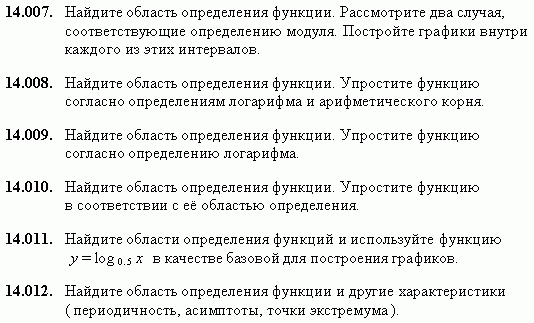 14.007. Найдите область определения функции. Рассмотрите два случая,
соответствующие определению модуля. Постройте графики внутри
каждого из этих интервалов.
14.008. Найдите область определения функции. Упростите функцию
согласно определениям логарифма и арифметического корня.
14.009. Найдите область определения функции. Упростите функцию
согласно определению логарифма.
14.010. Найдите область определения функции. Упростите функцию
в соответствии с её областью определения.
14.011. Найдите области определения функций и используйте функцию
y = log 0.5 x в качестве базовой для построения графиков.
14.012. Найдите область определения функции и другие характеристики
( периодичность, асимптоты, точки экстремума ).